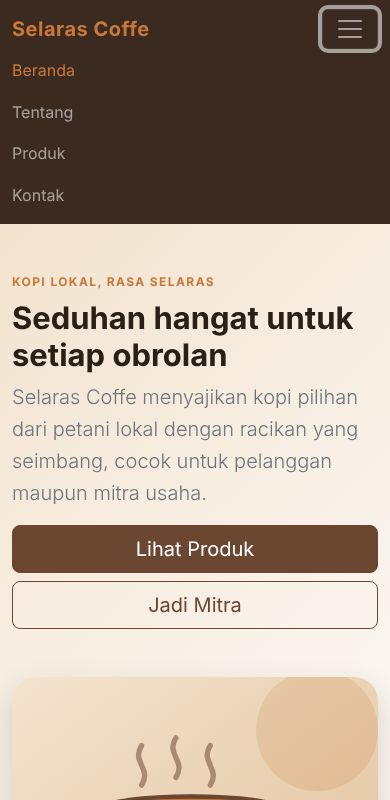 Selaras Coffe
Beranda
Tentang
Produk
Kontak
KOPI LOKAL, RASA SELARAS
Seduhan hangat untuk
setiap obrolan
Selaras Coffe menyajikan kopi pilihan
dari petani lokal dengan racikan yang
seimbang, cocok untuk pelanggan
maupun mitra usaha.
Lihat Produk
Jadi Mitra